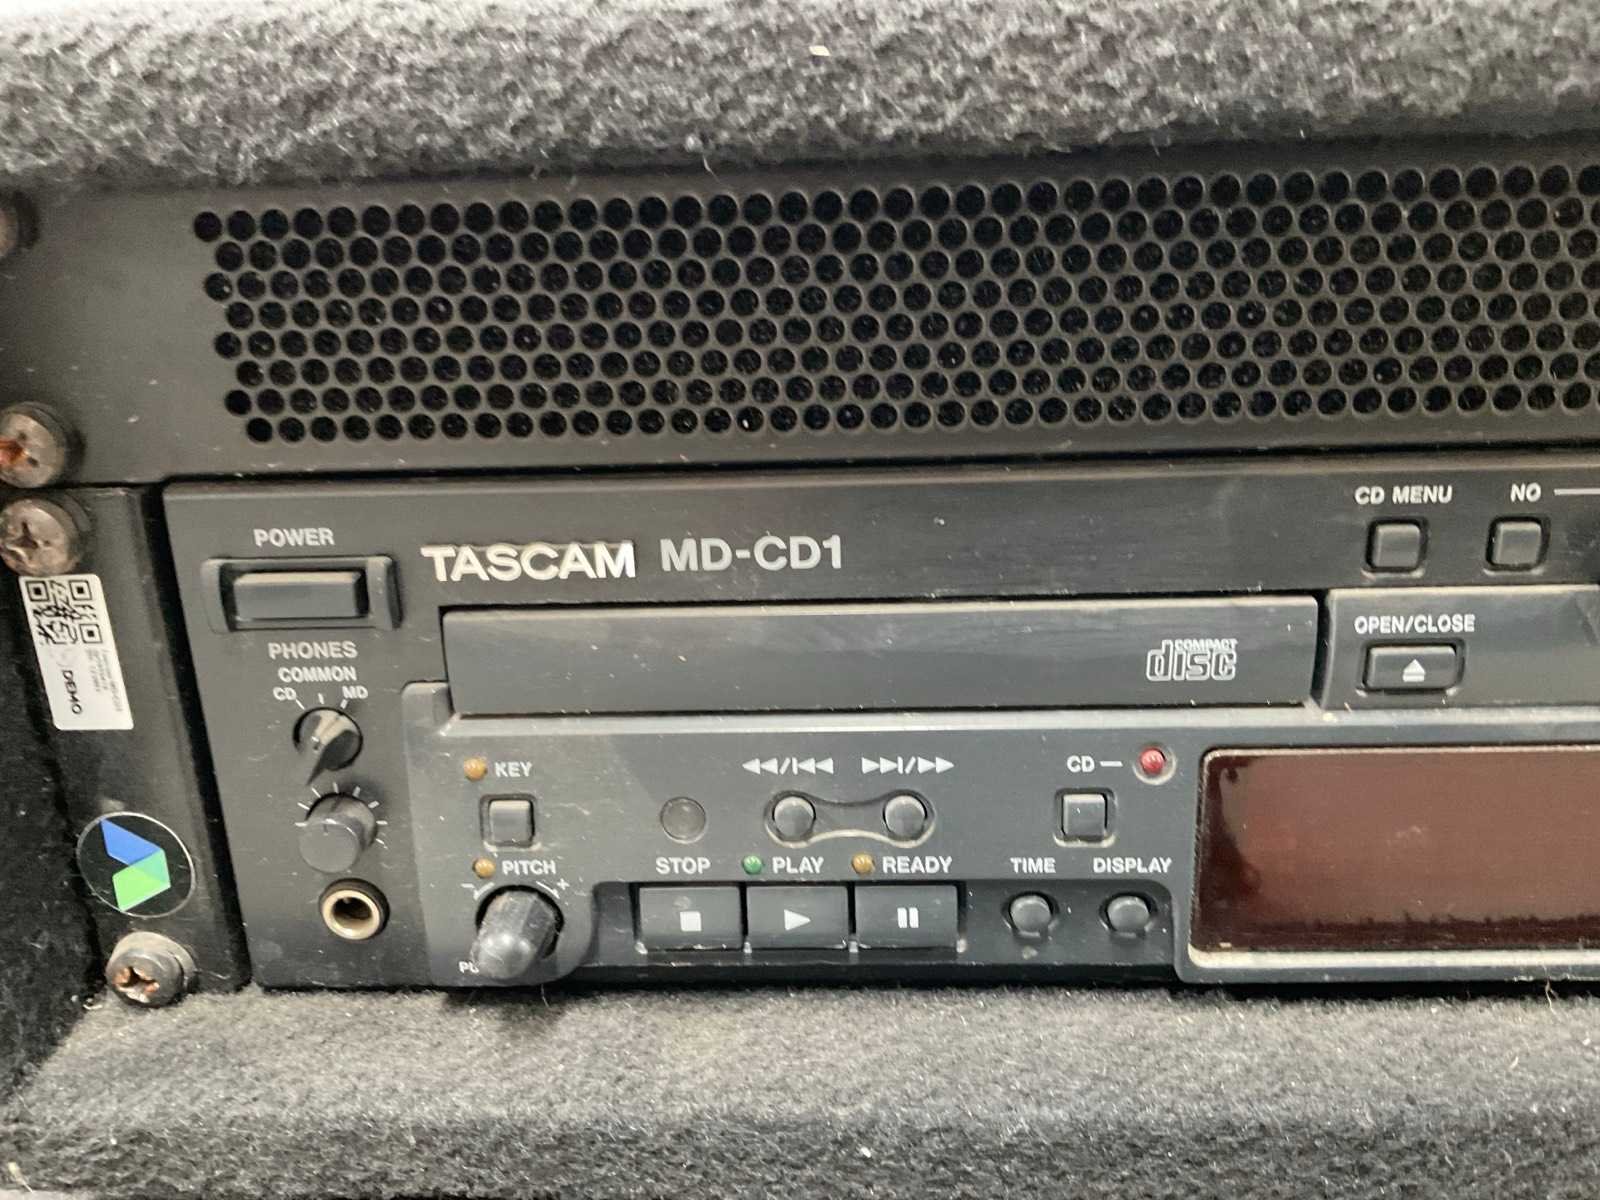 CD MENU
NO
POWER
TASCAM MD-CD1
OPEN/CLOSE
COMPACT
disc
PHONES
COMMON
CD
MD
DEMO
KEY
CD
PITCH
- +
STOP
PLAY
READY
TIME
DISPLAY